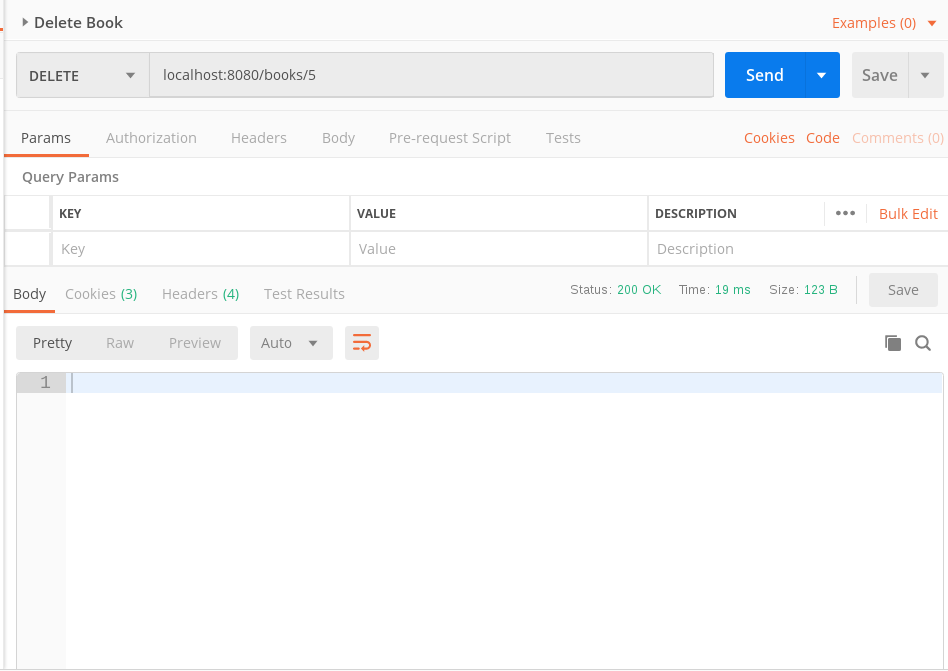 Delete Book Examples (0)
DELETE localhost:8080/books/5 Send Save
Params Authorization Headers Body Pre-request Script Tests Cookies Code Comments (0)
Query Params
KEY VALUE DESCRIPTION ••• Bulk Edit
Key Value Description
Body Cookies (3) Headers (4) Test Results Status: 200 OK Time: 19 ms Size: 123 B Save
Pretty Raw Preview Auto
1